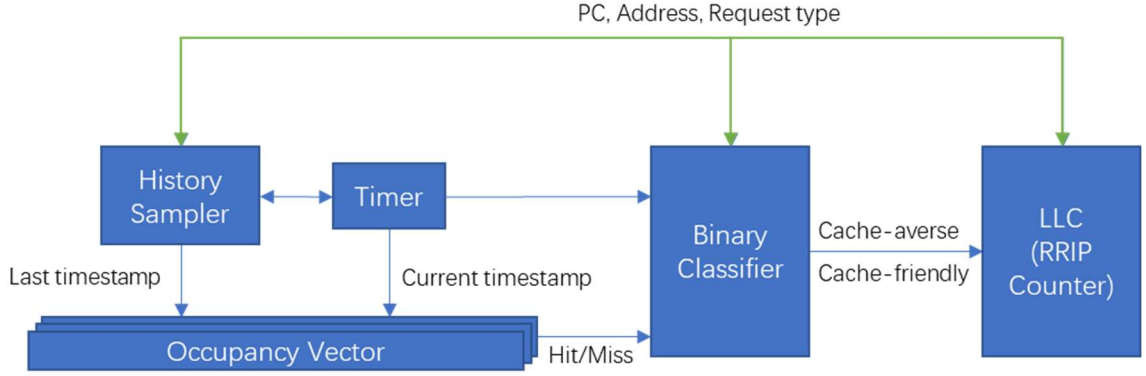 PC, Address, Request type
History
Sampler
Timer
Binary
Classifier
LLC
(RRIP
Counter)
Cache-averse
Cache-friendly
Last timestamp
Current timestamp
Occupancy Vector
Hit/Miss